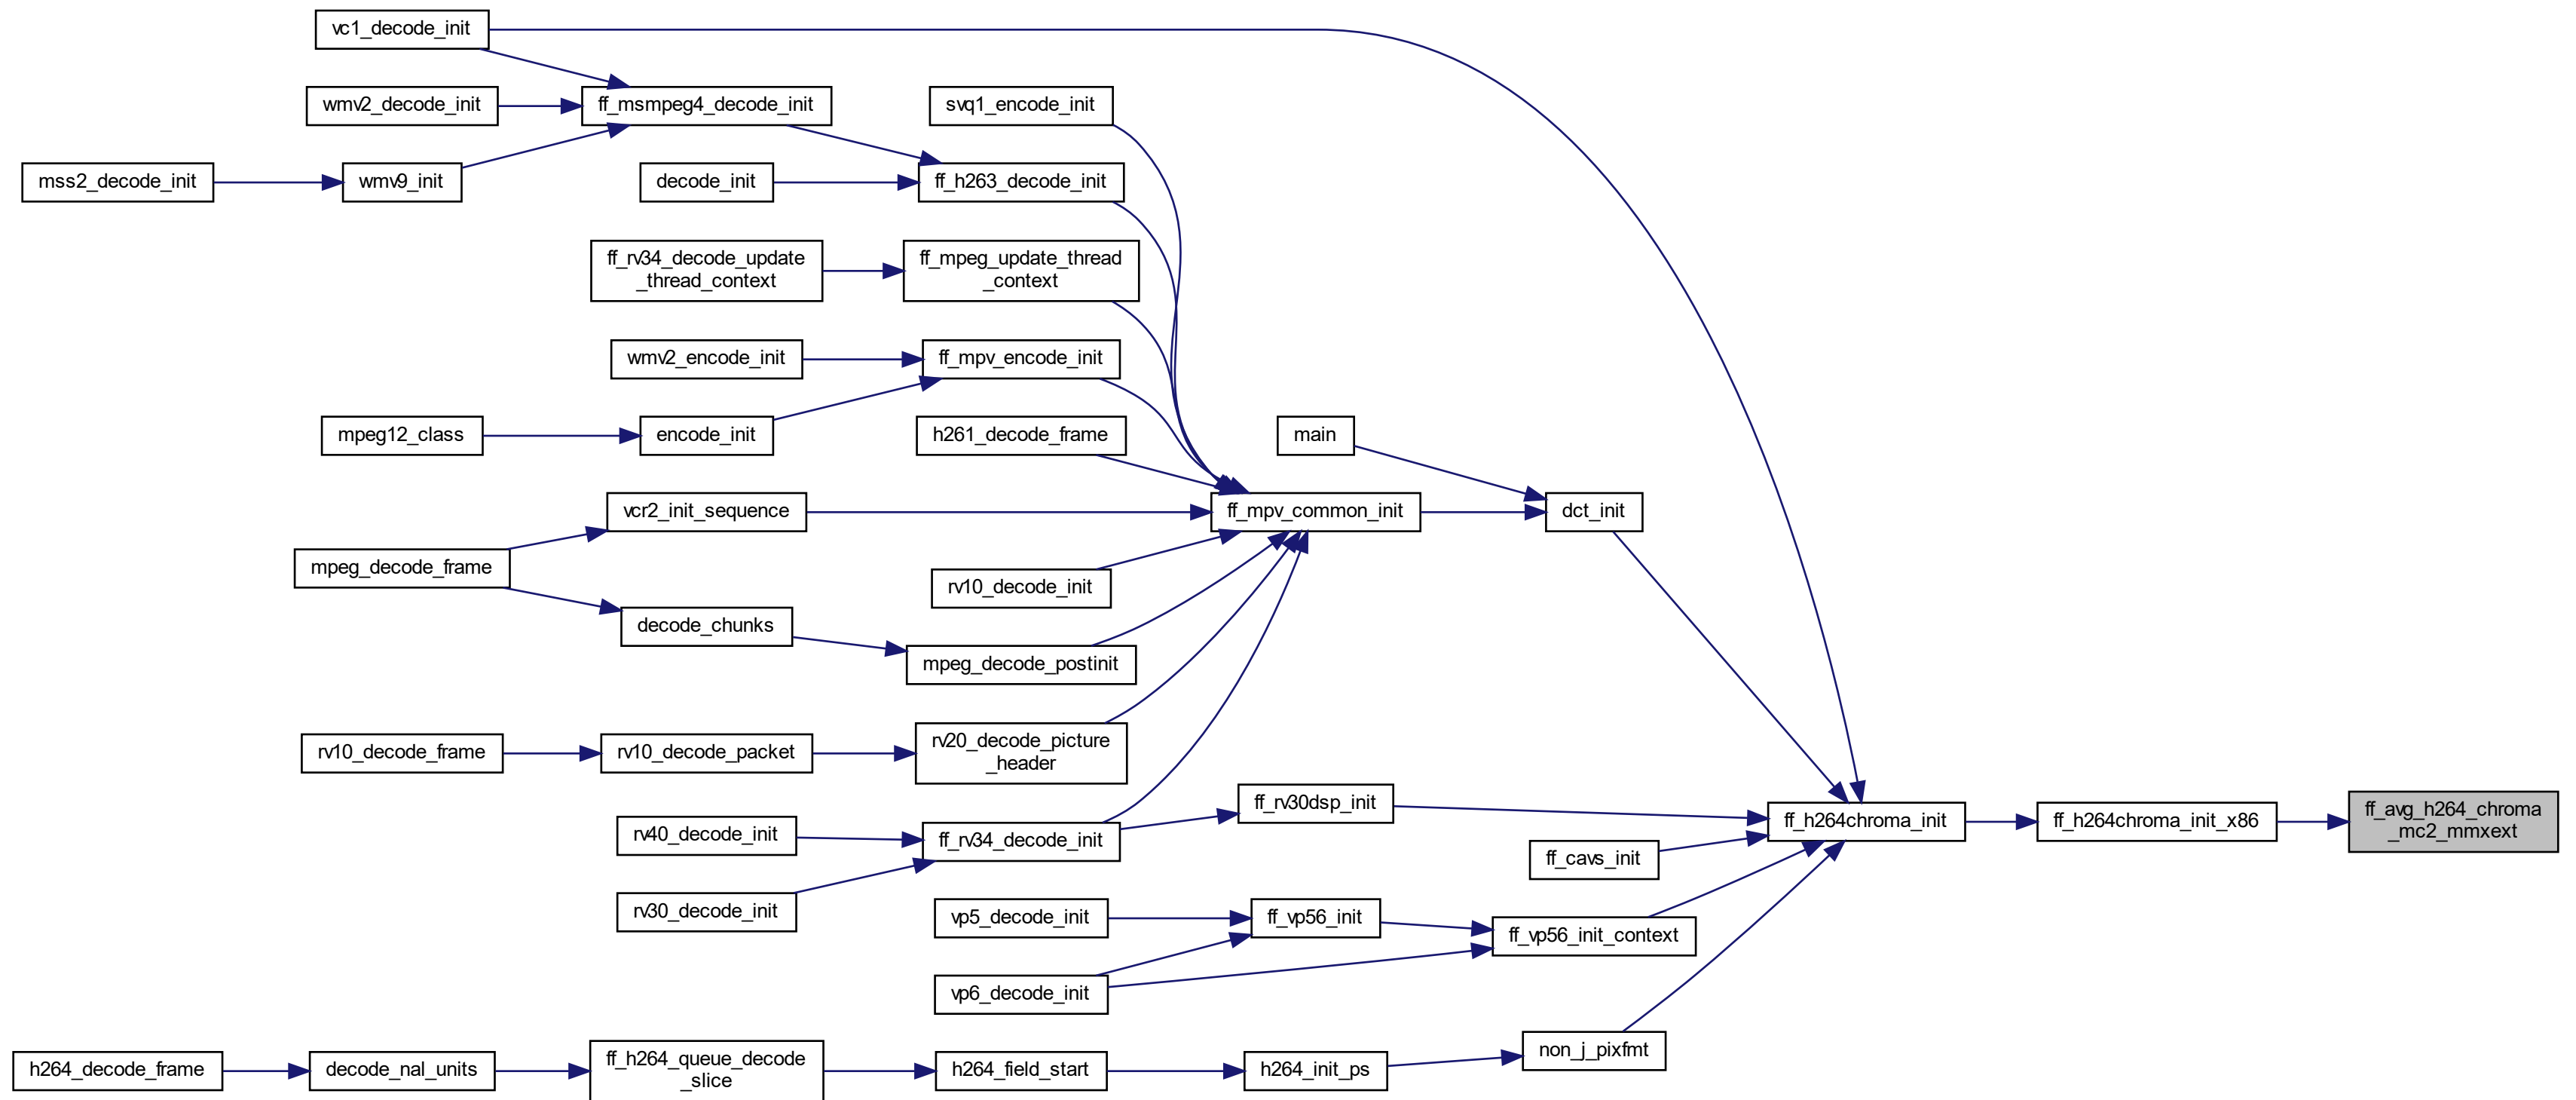 vc1_decode_init
wmv2_decode_init
ff_msmpeg4_decode_init
svq1_encode_init
mss2_decode_init
wmv9_init
decode_init
ff_h263_decode_init
ff_rv34_decode_update
_thread_context
ff_mpeg_update_thread
_context
wmv2_encode_init
ff_mpv_encode_init
mpeg12_class
encode_init
h261_decode_frame
main
vcr2_init_sequence
ff_mpv_common_init
dct_init
mpeg_decode_frame
rv10_decode_init
decode_chunks
mpeg_decode_postinit
rv10_decode_frame
rv10_decode_packet
rv20_decode_picture
_header
ff_rv30dsp_init
rv40_decode_init
ff_rv34_decode_init
ff_h264chroma_init
ff_h264chroma_init_x86
ff_avg_h264_chroma
_mc2_mmxext
ff_cavs_init
rv30_decode_init
vp5_decode_init
ff_vp56_init
ff_vp56_init_context
vp6_decode_init
non_j_pixfmt
h264_decode_frame
decode_nal_units
ff_h264_queue_decode
_slice
h264_field_start
h264_init_ps